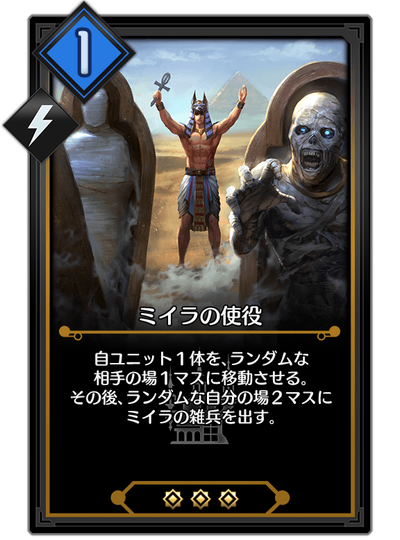 1
ミイラの使役
自ユニット1体を、ランダムな
相手の場1マスに移動させる。
その後、ランダムな自分の場2マスに
ミイラの雑兵を出す。